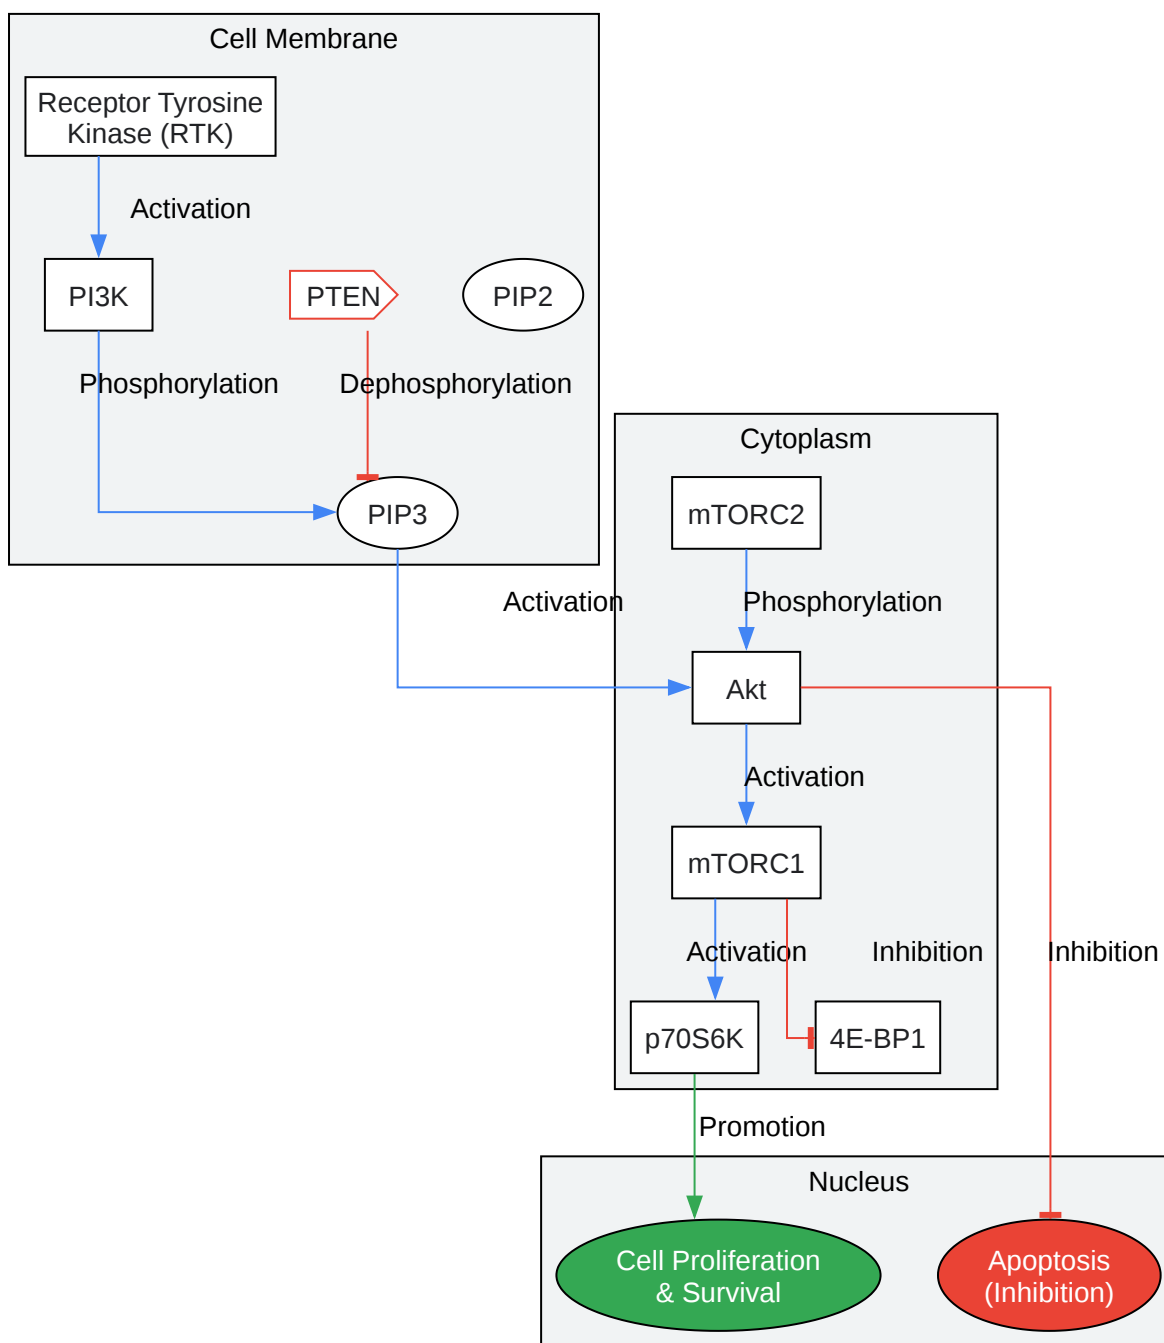 Cell Membrane
Receptor Tyrosine
Kinase (RTK)
Activation
PI3K
PTEN
PIP2
Phosphorylation
Dephosphorylation
Cytoplasm
mTORC2
PIP3
Activation
Phosphorylation
Akt
Activation
mTORC1
Activation
Inhibition
Inhibition
p70S6K
4E-BP1
Promotion
Nucleus
Cell Proliferation
& Survival
Apoptosis
(Inhibition)